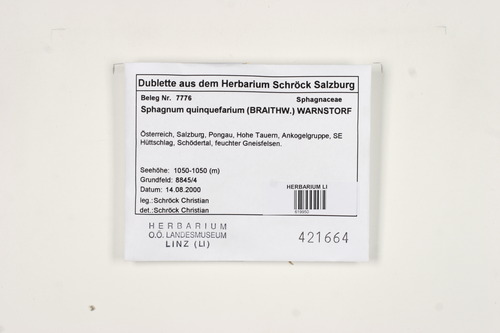 Dublette aus dem Herbarium Schröck Salzburg
Beleg Nr. 7776 Sphagnaceae
Sphagnum quinquefarium (BRAITHW.) WARNSTORF
Österreich, Salzburg, Pongau, Hohe Tauern, Ankogelgruppe, SE
Hüttschlag, Schödertal, feuchter Gneisfelsen.
Seehöhe: 1050-1050 (m)
Grundfeld: 8845/4
Datum: 14.08.2000
leg.: Schröck Christian
det.: Schröck Christian
HERBARIUM LI
HERBARIUM
O.Ö. LANDESMUSEUM
LINZ (LI)
421664